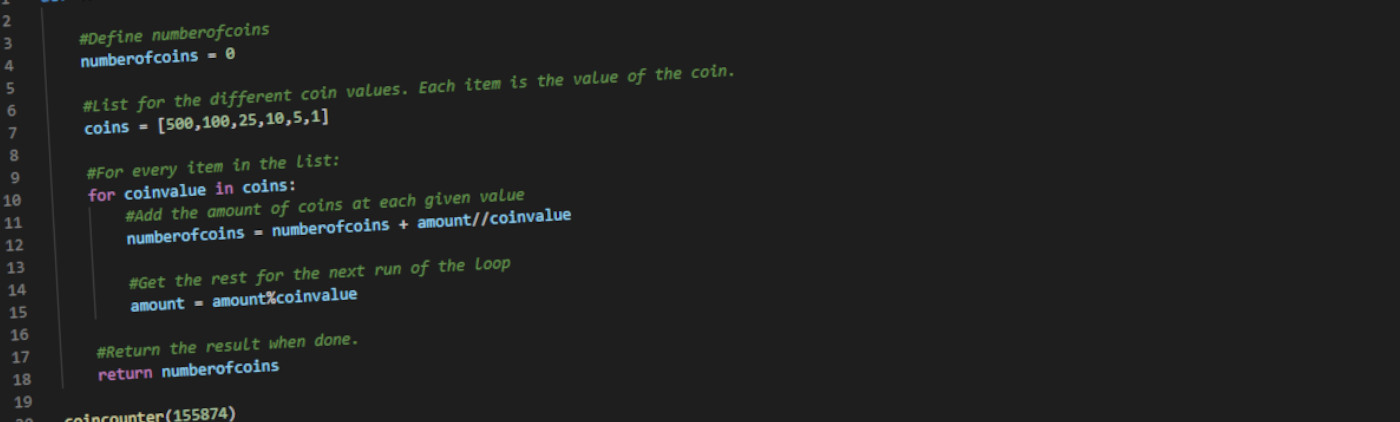 2
3 #Define numberofcoins
4 numberofcoins = 0
5
6 #List for the different coin values. Each item is the value of the coin.
7 coins = [500,100,25,10,5,1]
8
9 #For every item in the list:
10 for coinvalue in coins:
11 #Add the amount of coins at each given value
12 numberofcoins = numberofcoins + amount//coinvalue
13
14 #Get the rest for the next run of the loop
15 amount = amount%coinvalue
16
17 #Return the result when done.
18 return numberofcoins
19
coincounter(155874)